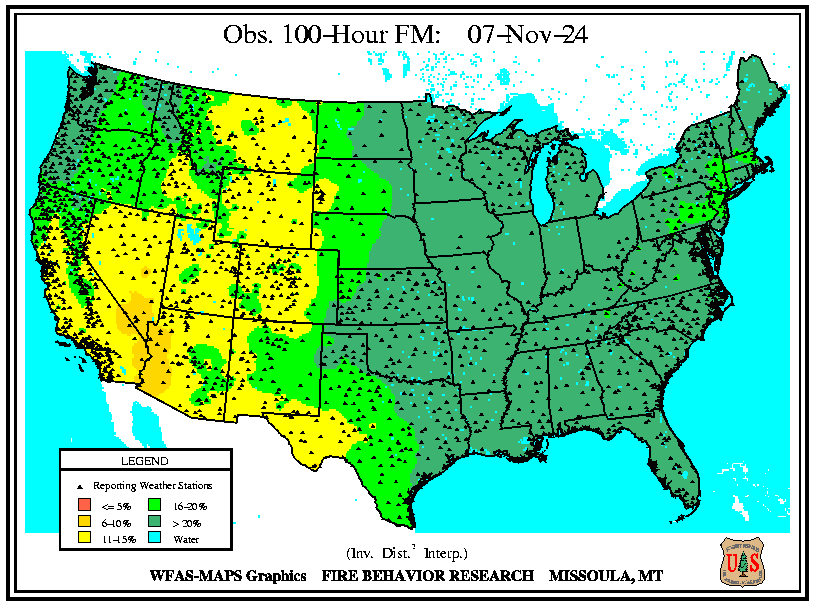 Obs. 100-Hour FM: 07-Nov-24
LEGEND
Reporting Weather Stations
<= 5% 16-20%
6-10% > 20%
11-15% Water
(Inv. Dist.² Interp.)
WFAS-MAPS Graphics FIRE BEHAVIOR RESEARCH MISSOULA, MT
U S